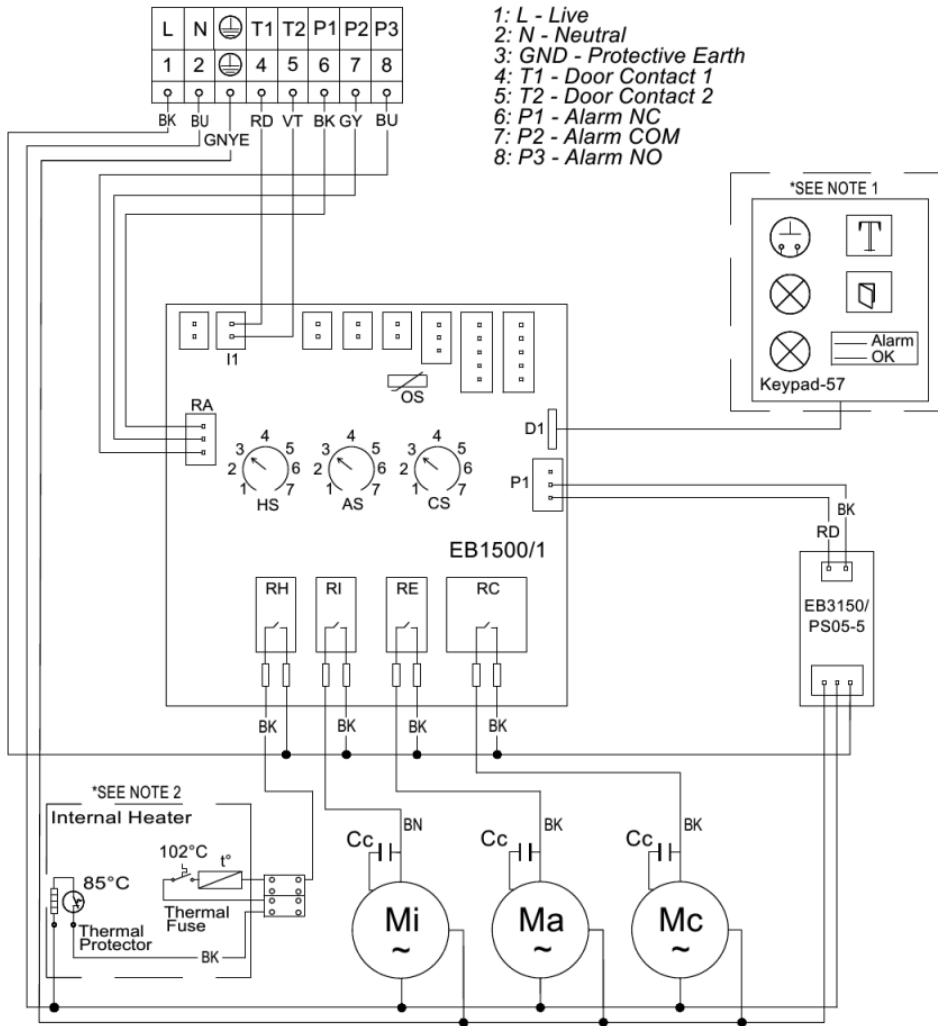 L N T1 T2 P1 P2 P3
1 2 4 5 6 7 8
BK BU GNYE RD VT BK GY BU
1: L - Live
2: N - Neutral
3: GND - Protective Earth
4: T1 - Door Contact 1
5: T2 - Door Contact 2
6: P1 - Alarm NC
7: P2 - Alarm COM
8: P3 - Alarm NO
*SEE NOTE 1
T
Alarm
OK
Keypad-57
I1
OS
RA
D1
P1
1 2 3 4 5 6 7
HS
1 2 3 4 5 6 7
AS
1 2 3 4 5 6 7
CS
BK
RD
EB1500/1
EB3150/
PS05-5
RH RI RE RC
BK BK BK BK
*SEE NOTE 2
Internal Heater
102°C
t°
85°C
Thermal
Fuse
Thermal
Protector
BK
BN BK BK
Cc Cc Cc
Mi Ma Mc
~ ~ ~